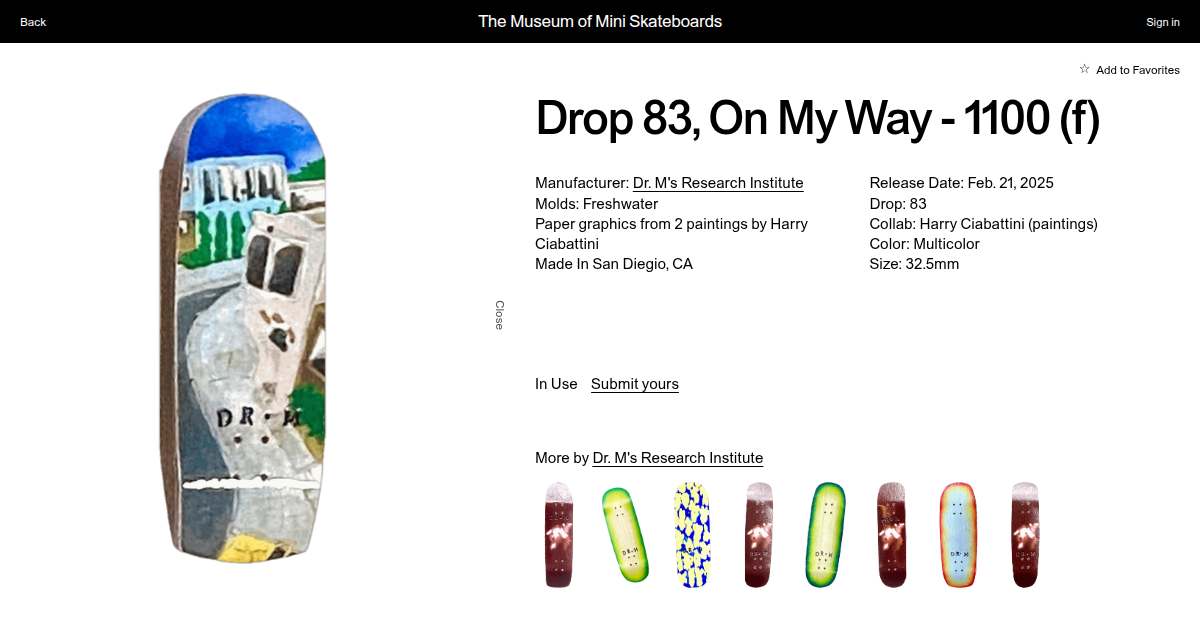 Back
The Museum of Mini Skateboards
Sign in
☆ Add to Favorites
Drop 83, On My Way - 1100 (f)
Manufacturer: Dr. M's Research Institute
Molds: Freshwater
Paper graphics from 2 paintings by Harry
Ciabattini
Made In San Diegio, CA
Release Date: Feb. 21, 2025
Drop: 83
Collab: Harry Ciabattini (paintings)
Color: Multicolor
Size: 32.5mm
Close
DR·M
In Use Submit yours
More by Dr. M's Research Institute
DR·M
DR·M
DR·M